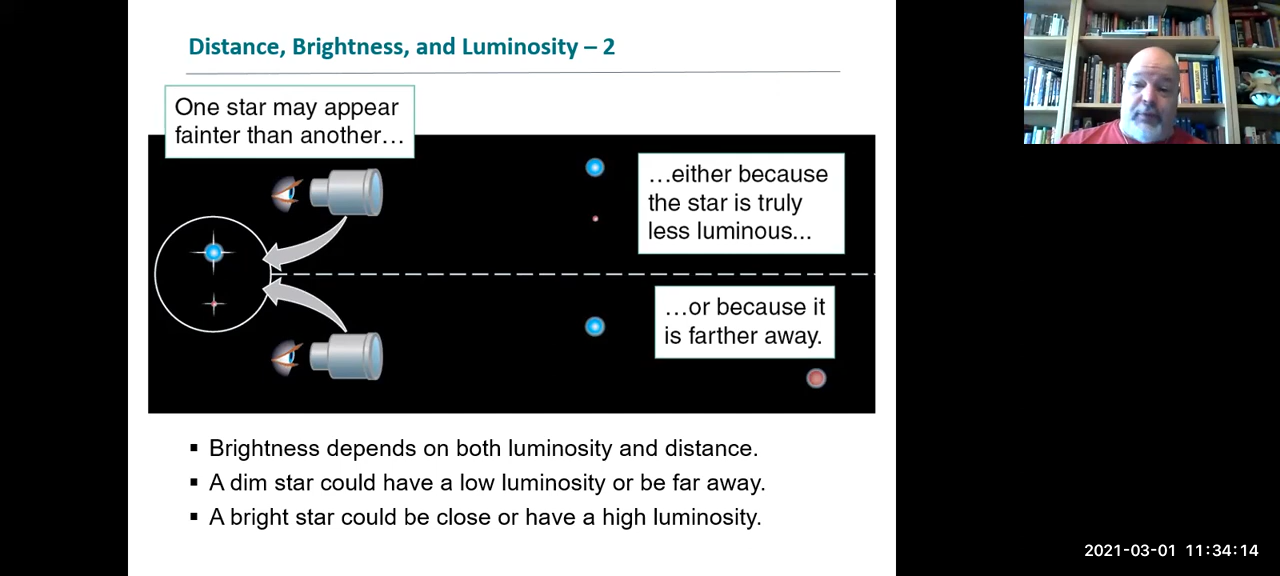 Distance, Brightness, and Luminosity – 2
One star may appear
fainter than another…
…either because
the star is truly
less luminous...
…or because it
is farther away.
▪ Brightness depends on both luminosity and distance.
▪ A dim star could have a low luminosity or be far away.
▪ A bright star could be close or have a high luminosity.
2021-03-01 11:34:14